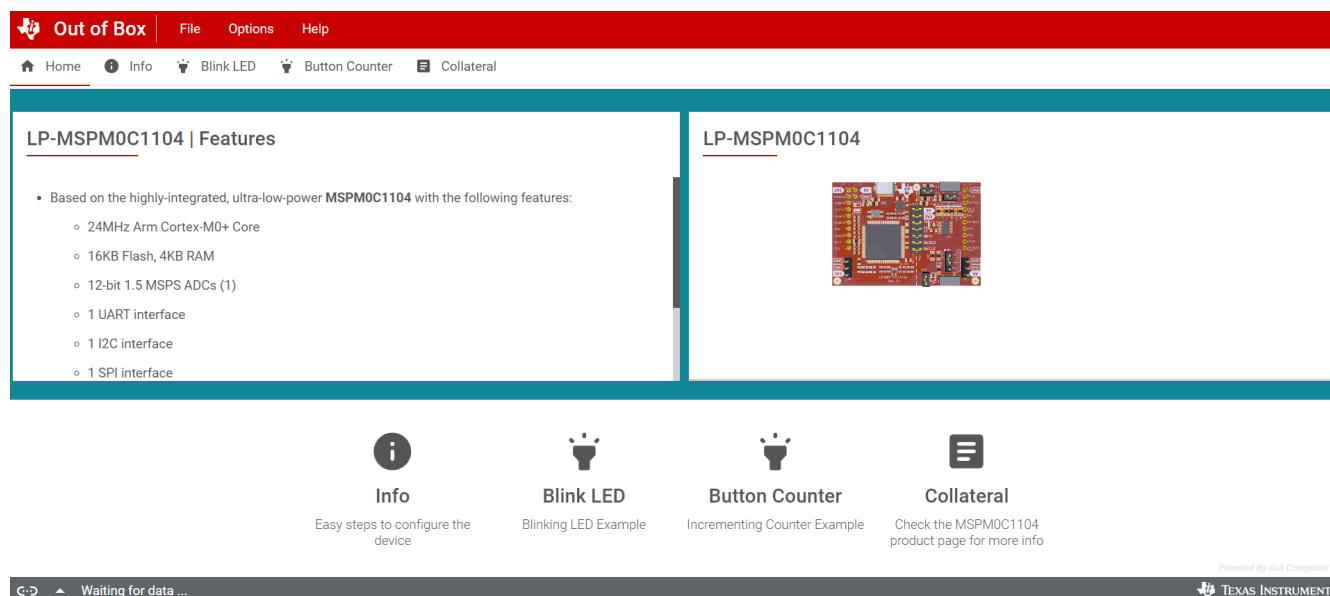 Out of Box File Options Help
Home Info Blink LED Button Counter Collateral
LP-MSPM0C1104 | Features
Based on the highly-integrated, ultra-low-power MSPM0C1104 with the following features:
24MHz Arm Cortex-M0+ Core
16KB Flash, 4KB RAM
12-bit 1.5 MSPS ADCs (1)
1 UART interface
1 I2C interface
1 SPI interface
LP-MSPM0C1104
Info
Easy steps to configure the
device
Blink LED
Blinking LED Example
Button Counter
Incrementing Counter Example
Collateral
Check the MSPM0C1104
product page for more info
Powered By GUI Composer
Waiting for data ...
TEXAS INSTRUMENT